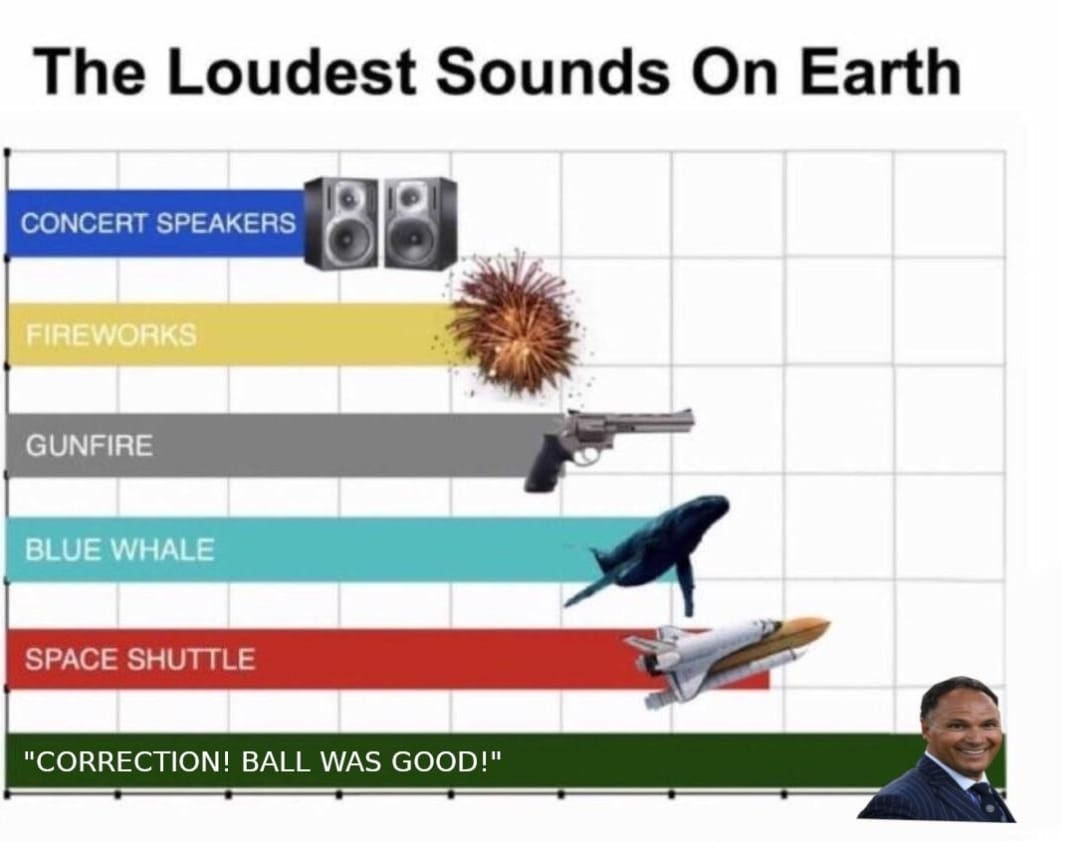 The Loudest Sounds On Earth
CONCERT SPEAKERS
FIREWORKS
GUNFIRE
BLUE WHALE
SPACE SHUTTLE
"CORRECTION! BALL WAS GOOD!"